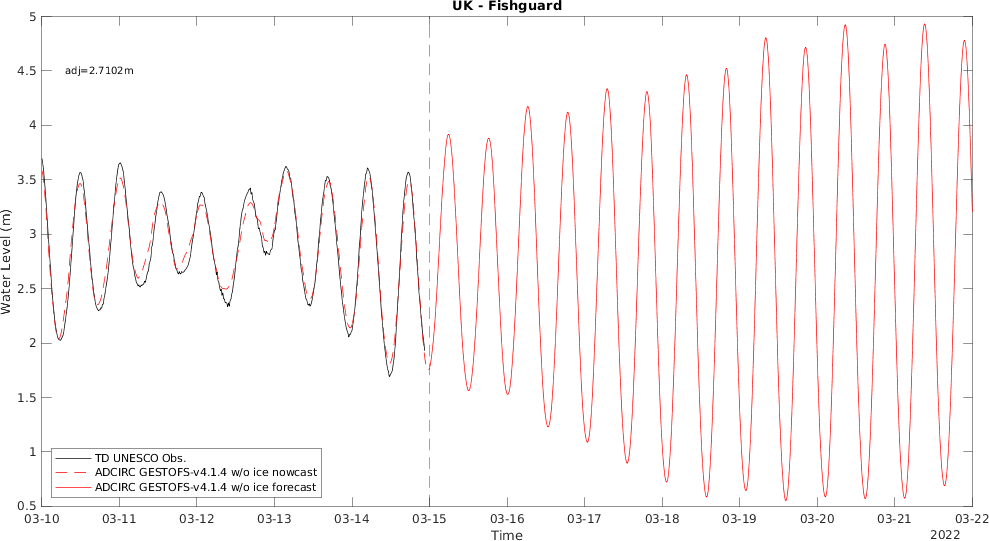 UK - Fishguard
adj=2.7102m
Water Level (m)
5
4.5
4
3.5
3
2.5
2
1.5
1
0.5
TD UNESCO Obs.
ADCIRC GESTOFS-v4.1.4 w/o ice nowcast
ADCIRC GESTOFS-v4.1.4 w/o ice forecast
03-10 03-11 03-12 03-13 03-14 03-15 03-16 03-17 03-18 03-19 03-20 03-21 03-22
Time
2022